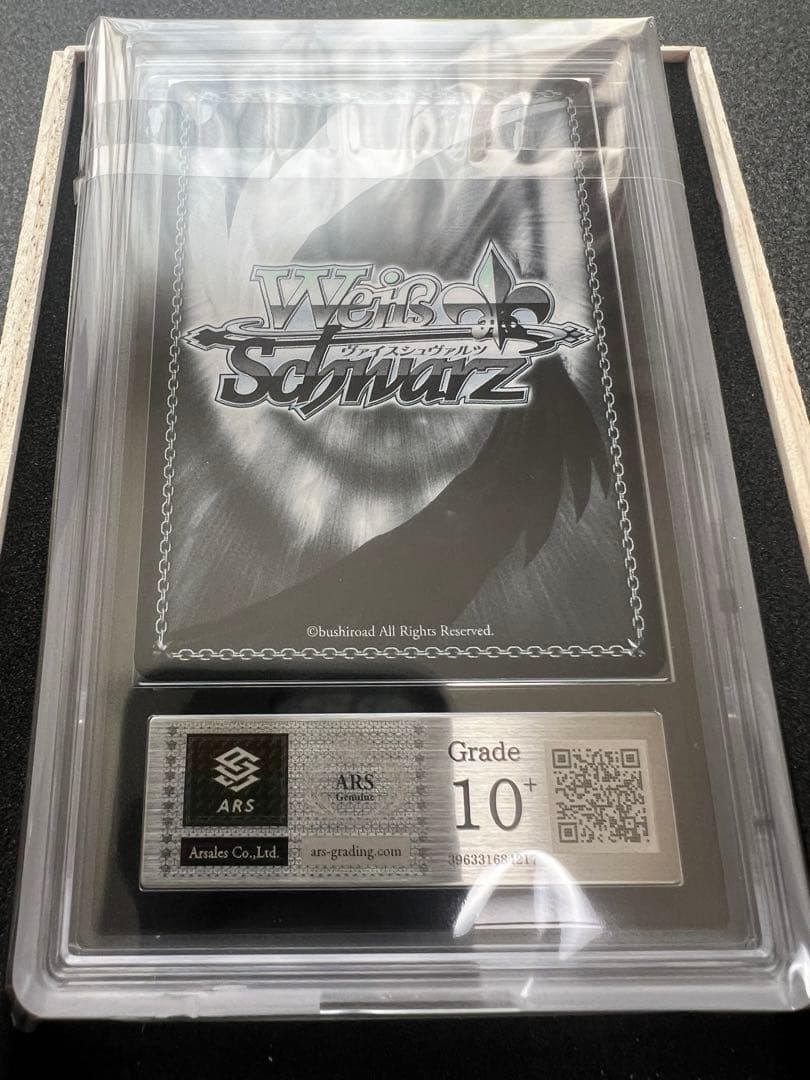 Weiß
ヴァイスシュヴァルツ
Schwarz
©bushiroad All Rights Reserved.
ARS
Arsales Co.,Ltd.
ARS
Genuine
ars-grading.com
Grade
10+
396331684217